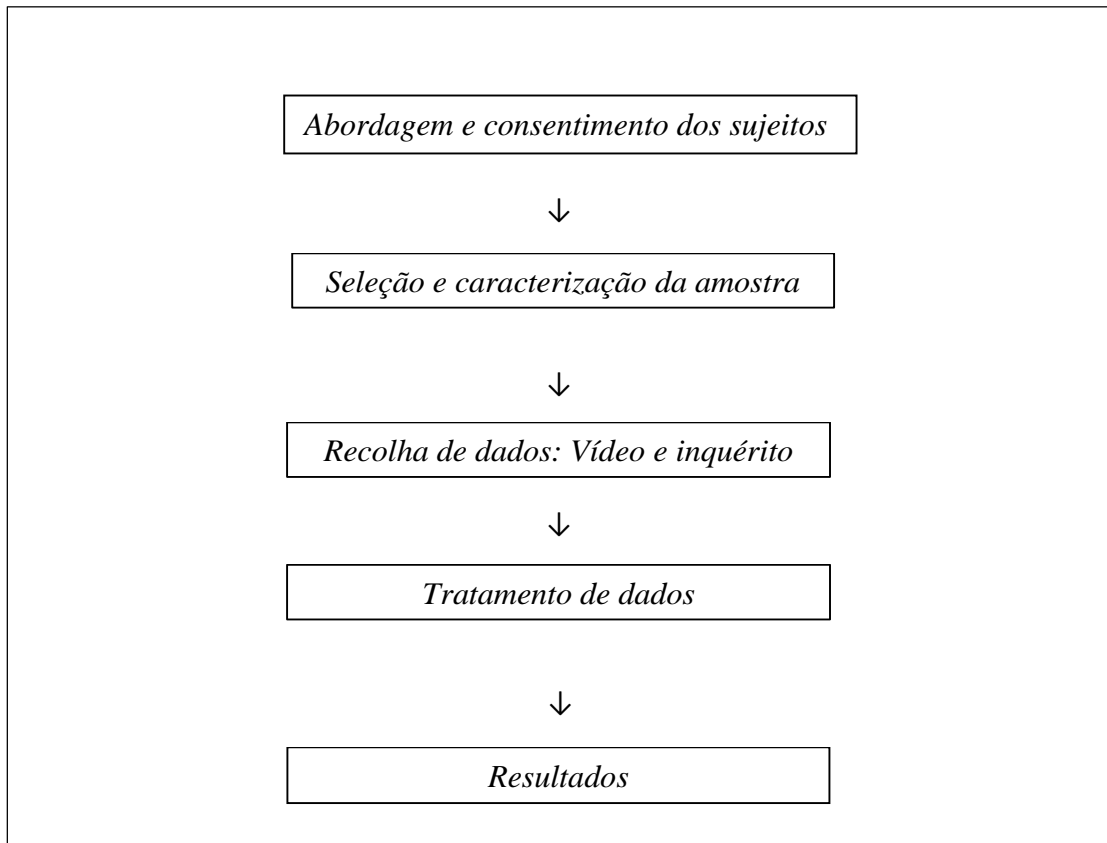 Abordagem e consentimento dos sujeitos
↓
Seleção e caracterização da amostra
↓
Recolha de dados: Vídeo e inquérito
↓
Tratamento de dados
↓
Resultados